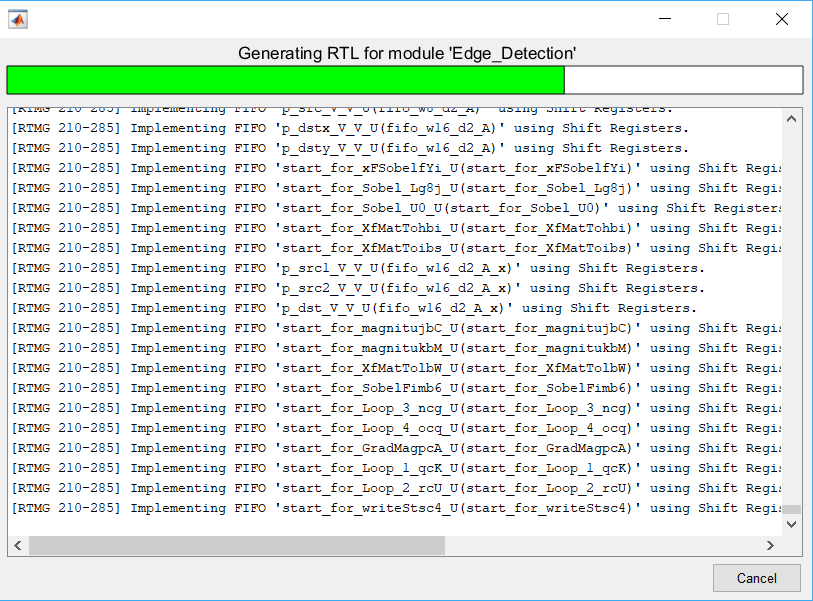 Generating RTL for module 'Edge_Detection'
[RTMG 210-285] Implementing FIFO 'p_src_V_V_U(fifo_w8_d2_A)' using Shift Registers.
[RTMG 210-285] Implementing FIFO 'p_dstx_V_V_U(fifo_w16_d2_A)' using Shift Registers.
[RTMG 210-285] Implementing FIFO 'p_dsty_V_V_U(fifo_w16_d2_A)' using Shift Registers.
[RTMG 210-285] Implementing FIFO 'start_for_xFSobelfYi_U(start_for_xFSobelfYi)' using Shift Regis
[RTMG 210-285] Implementing FIFO 'start_for_Sobel_Lg8j_U(start_for_Sobel_Lg8j)' using Shift Regis
[RTMG 210-285] Implementing FIFO 'start_for_Sobel_U0_U(start_for_Sobel_U0)' using Shift Registers
[RTMG 210-285] Implementing FIFO 'start_for_XfMatTohbi_U(start_for_XfMatTohbi)' using Shift Regis
[RTMG 210-285] Implementing FIFO 'start_for_XfMatToibs_U(start_for_XfMatToibs)' using Shift Regis
[RTMG 210-285] Implementing FIFO 'p_src1_V_V_U(fifo_w16_d2_A_x)' using Shift Registers.
[RTMG 210-285] Implementing FIFO 'p_src2_V_V_U(fifo_w16_d2_A_x)' using Shift Registers.
[RTMG 210-285] Implementing FIFO 'p_dst_V_V_U(fifo_w16_d2_A_x)' using Shift Registers.
[RTMG 210-285] Implementing FIFO 'start_for_magnitujbC_U(start_for_magnitujbC)' using Shift Regis
[RTMG 210-285] Implementing FIFO 'start_for_magnitukbM_U(start_for_magnitukbM)' using Shift Regis
[RTMG 210-285] Implementing FIFO 'start_for_XfMatTolbW_U(start_for_XfMatTolbW)' using Shift Regis
[RTMG 210-285] Implementing FIFO 'start_for_SobelFimb6_U(start_for_SobelFimb6)' using Shift Regis
[RTMG 210-285] Implementing FIFO 'start_for_Loop_3_ncg_U(start_for_Loop_3_ncg)' using Shift Regis
[RTMG 210-285] Implementing FIFO 'start_for_Loop_4_ocq_U(start_for_Loop_4_ocq)' using Shift Regis
[RTMG 210-285] Implementing FIFO 'start_for_GradMagpcA_U(start_for_GradMagpcA)' using Shift Regis
[RTMG 210-285] Implementing FIFO 'start_for_Loop_1_qcK_U(start_for_Loop_1_qcK)' using Shift Regis
[RTMG 210-285] Implementing FIFO 'start_for_Loop_2_rcU_U(start_for_Loop_2_rcU)' using Shift Regis
[RTMG 210-285] Implementing FIFO 'start_for_writeStsc4_U(start_for_writeStsc4)' using Shift Regis
Cancel